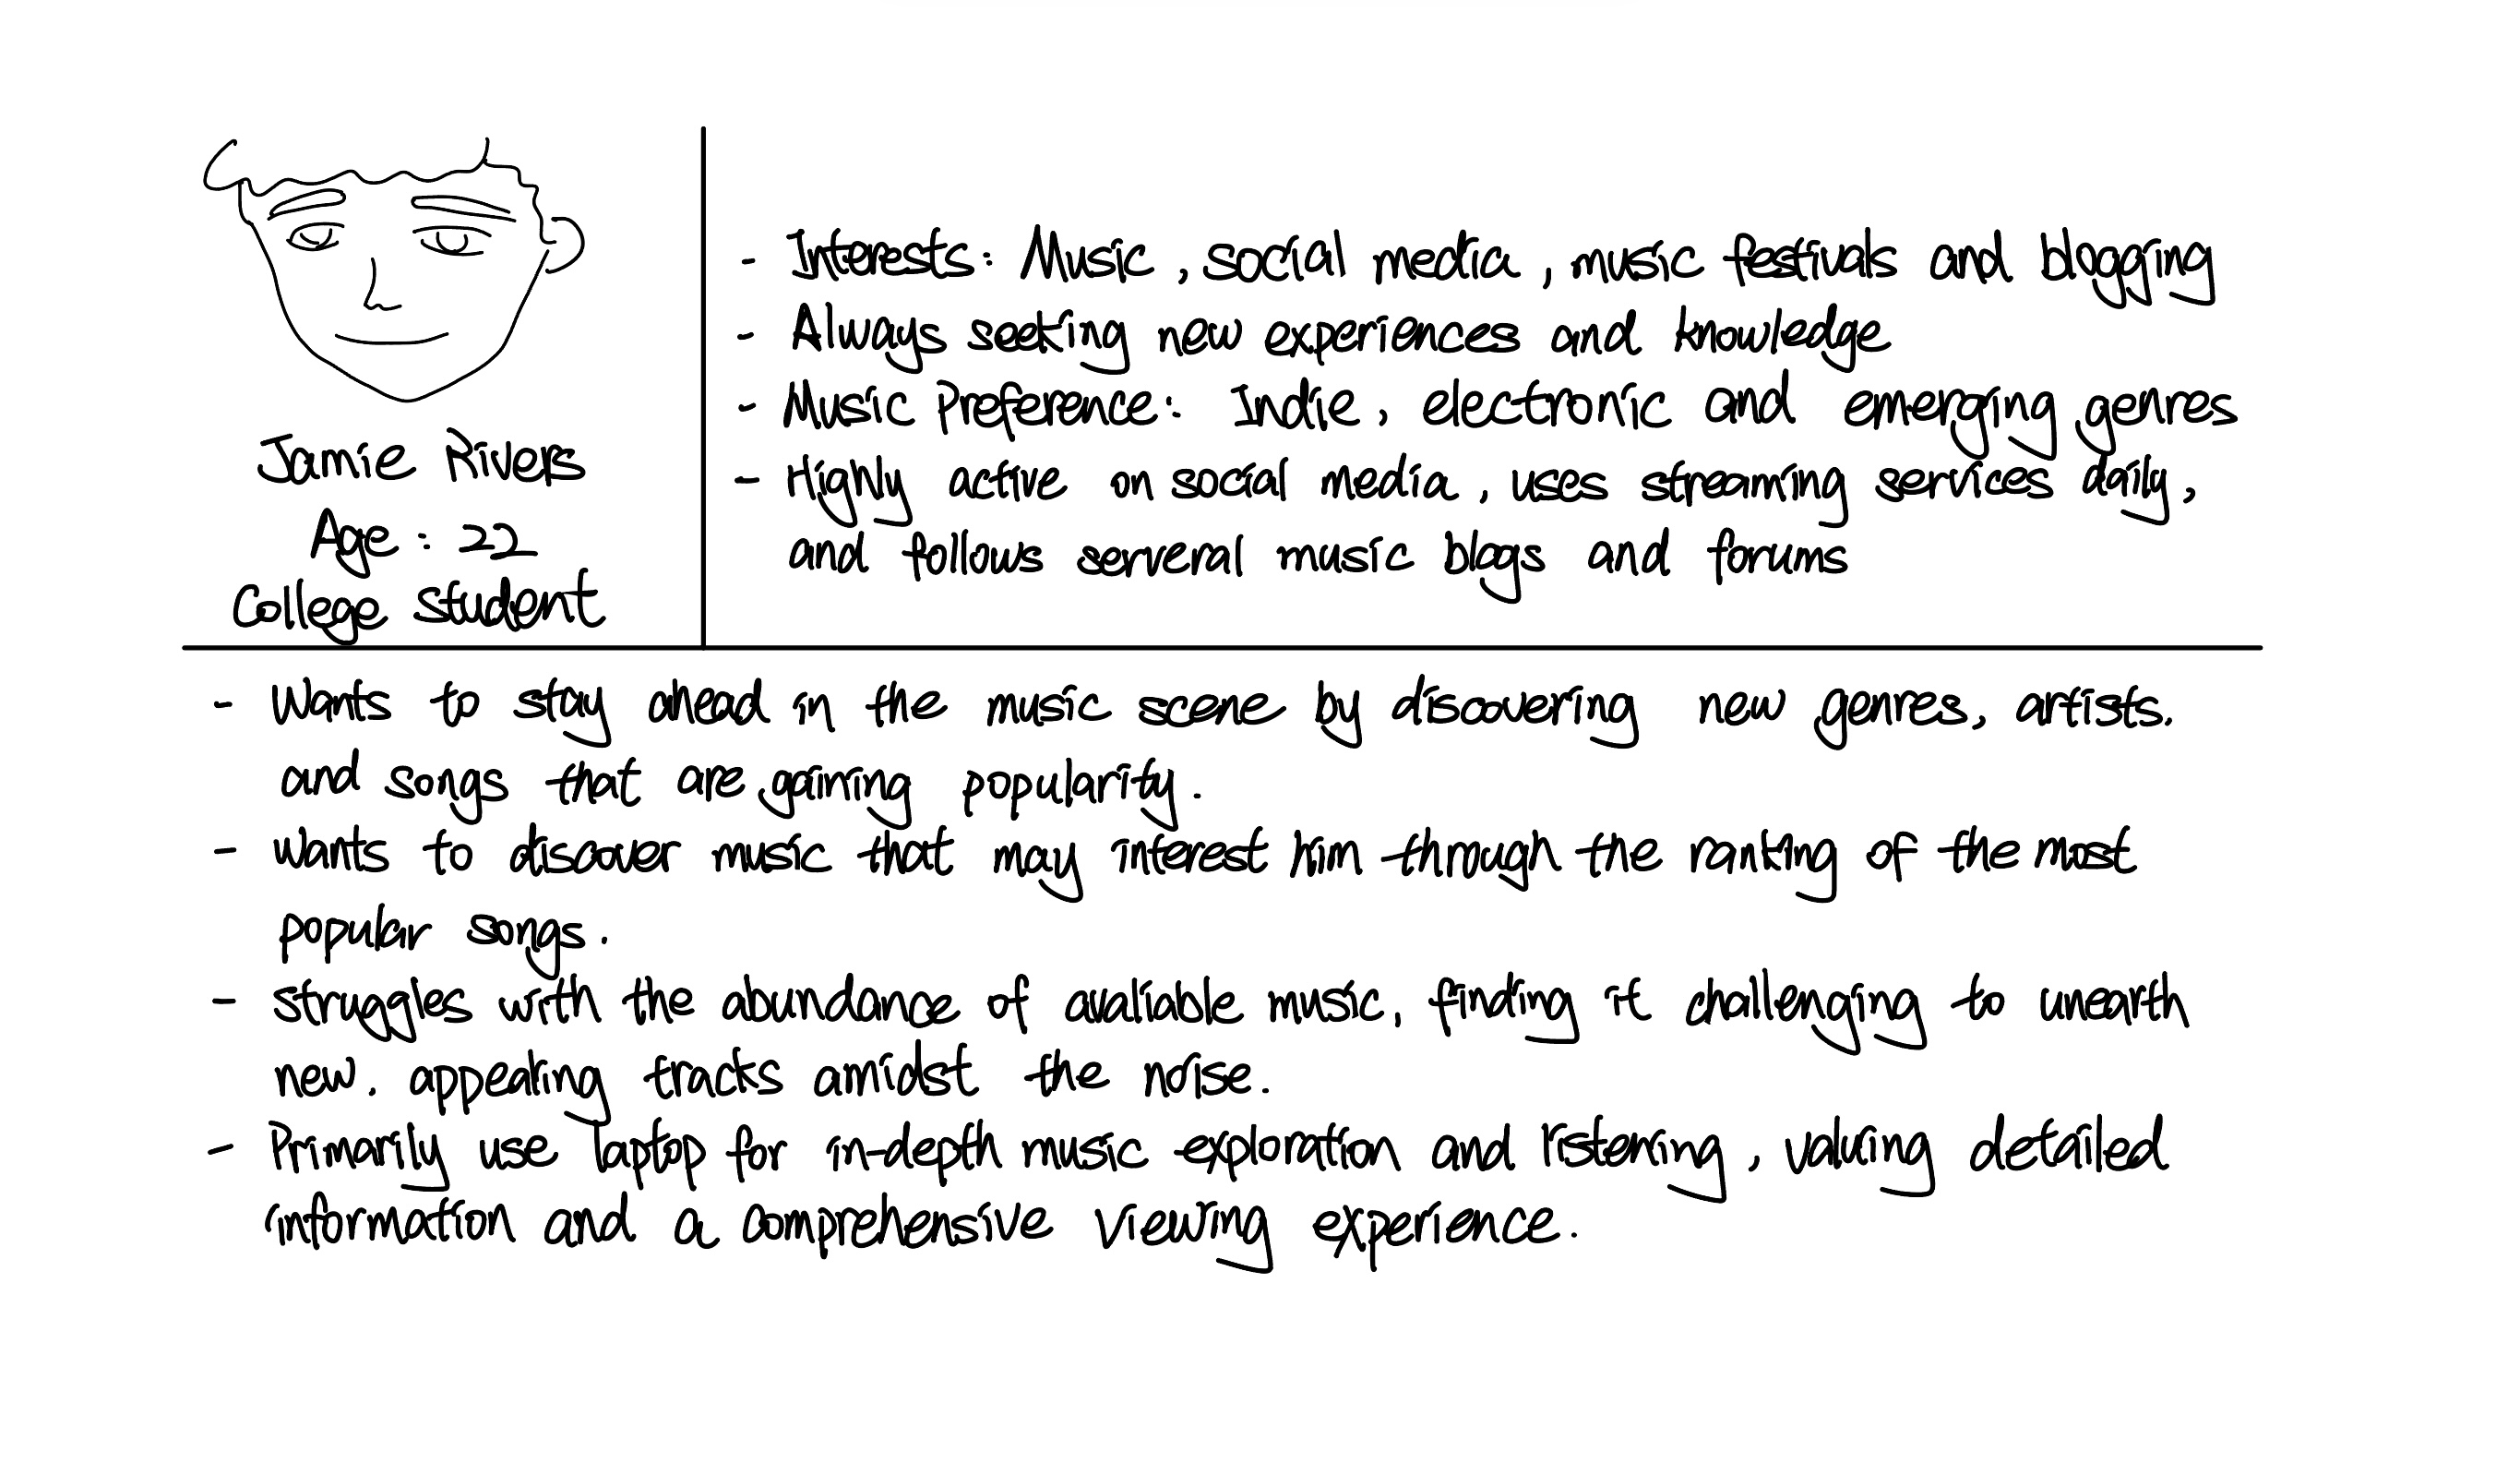 Jamie Rivers
Age : 22
College student
- Interests: Music, social media, music festivals and blogging
- Always seeking new experiences and knowledge
- Music Preference: Indie, electronic and emerging genres
- Highly active on social media, uses streaming services daily,
and follows serveral music blogs and forums
- Wants to stay ahead in the music scene by discovering new genres, artists,
and songs that are gaining popularity.
- Wants to discover music that may interest him through the ranking of the most
popular songs.
- Struggles with the abundance of avaliable music, finding it challenging to unearth
new, appealing tracks amidst the noise.
- Primarily use laptop for in-depth music exploration and listening, valuing detailed
information and a comprehensive viewing experience.